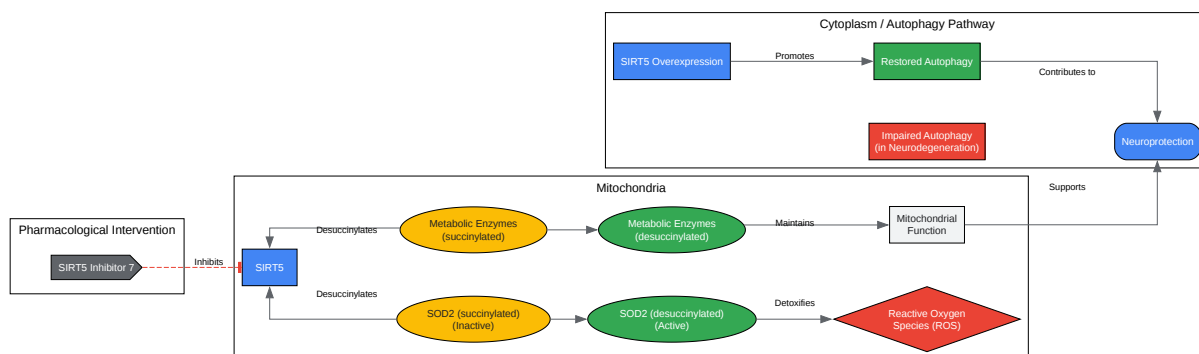 Cytoplasm / Autophagy Pathway
SIRT5 Overexpression
Promotes
Restored Autophagy
Contributes to
Impaired Autophagy
(in Neurodegeneration)
Neuroprotection
Mitochondria
Supports
Pharmacological Intervention
SIRT5 Inhibitor 7
Inhibits
SIRT5
Desuccinylates
Metabolic Enzymes
(succinylated)
Metabolic Enzymes
(desuccinylated)
Maintains
Mitochondrial
Function
Desuccinylates
SOD2 (succinylated)
(Inactive)
SOD2 (desuccinylated)
(Active)
Detoxifies
Reactive Oxygen
Species (ROS)